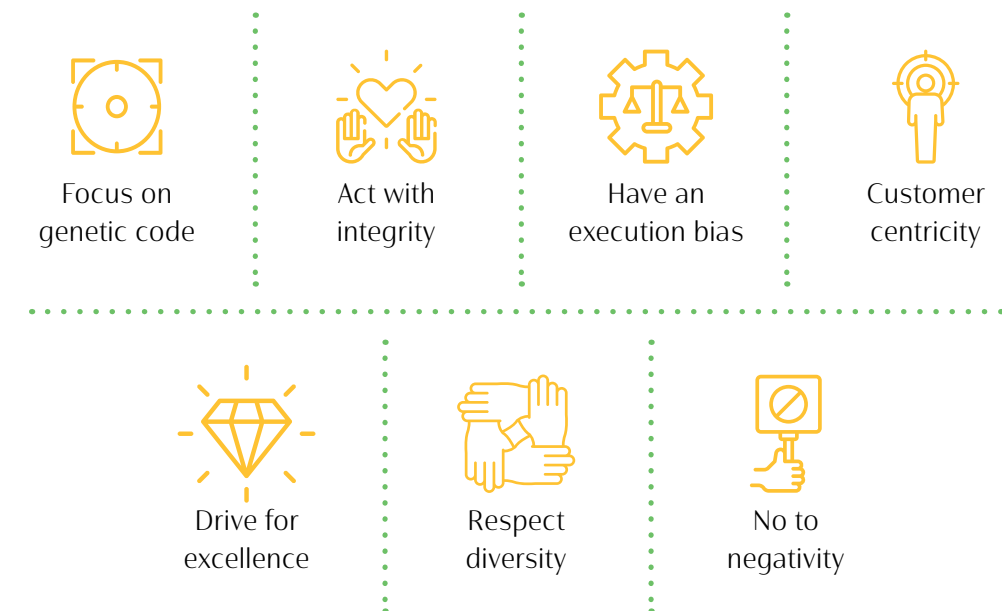 Focus on
genetic code
Act with
integrity
Have an
execution bias
Customer
centricity
Drive for
excellence
Respect
diversity
No to
negativity